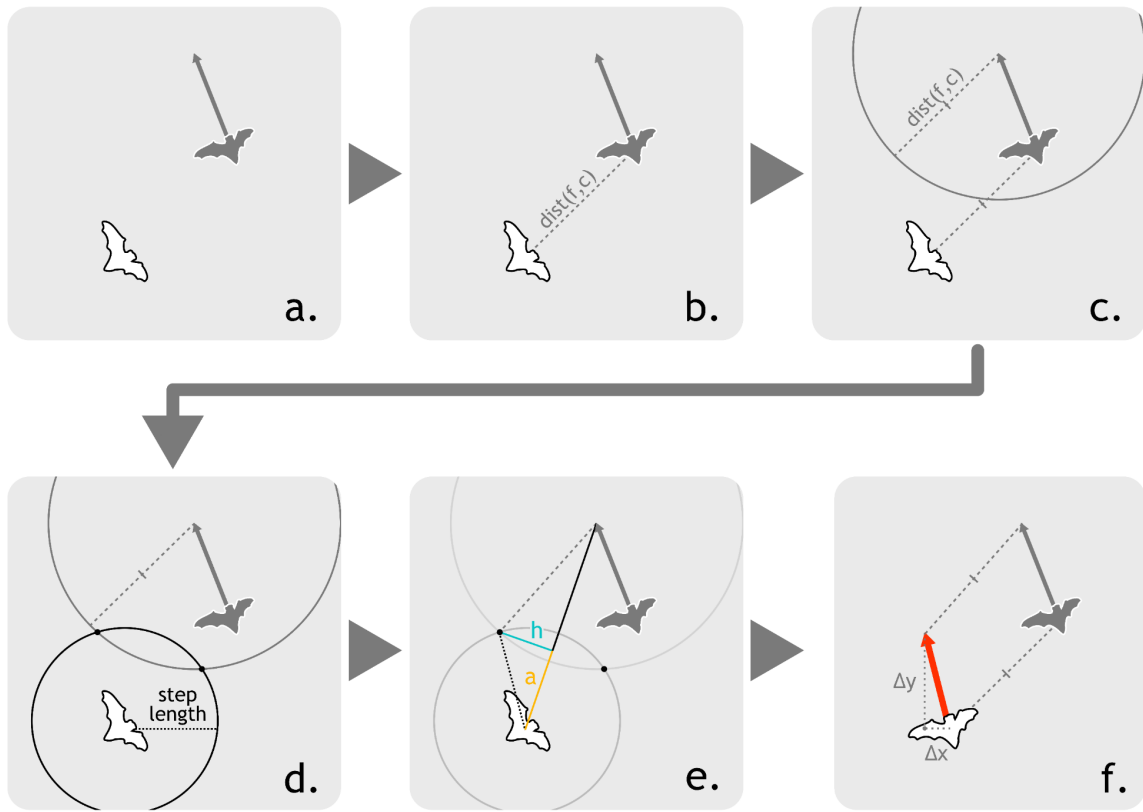 a.
dist(f,c)
b.
dist(f,c)
c.
step
length
d.
h
a
e.
Δy
Δx
f.